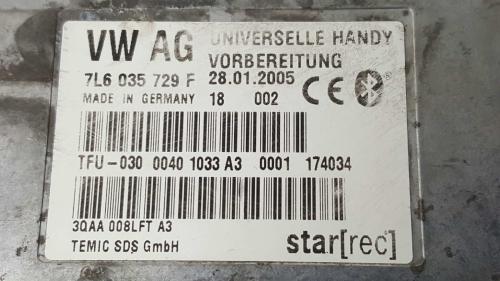 VW AG UNIVERSELLE HANDY
VORBEREITUNG
7L6 035 729 F 28.01.2005
MADE IN GERMANY 18 002 CE
TFU-030 0040 1033 A3 0001 174034
3QAA 008LFT A3
TEMIC SDS GmbH star[rec]